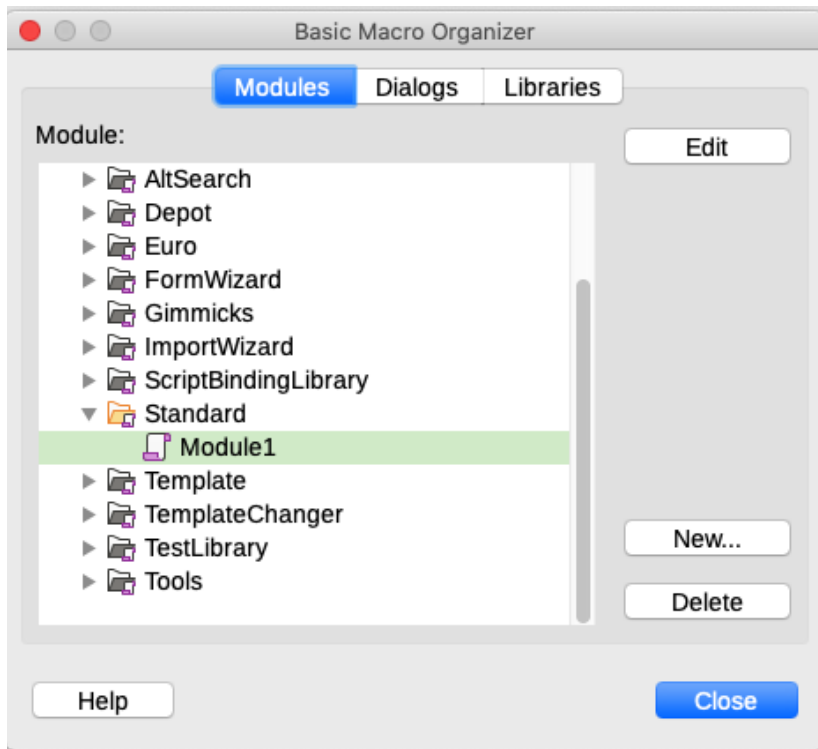 Basic Macro Organizer
Modules Dialogs Libraries
Module:
Edit
AltSearch
Depot
Euro
FormWizard
Gimmicks
ImportWizard
ScriptBindingLibrary
Standard
Module1
Template
TemplateChanger
TestLibrary
Tools
New...
Delete
Help Close